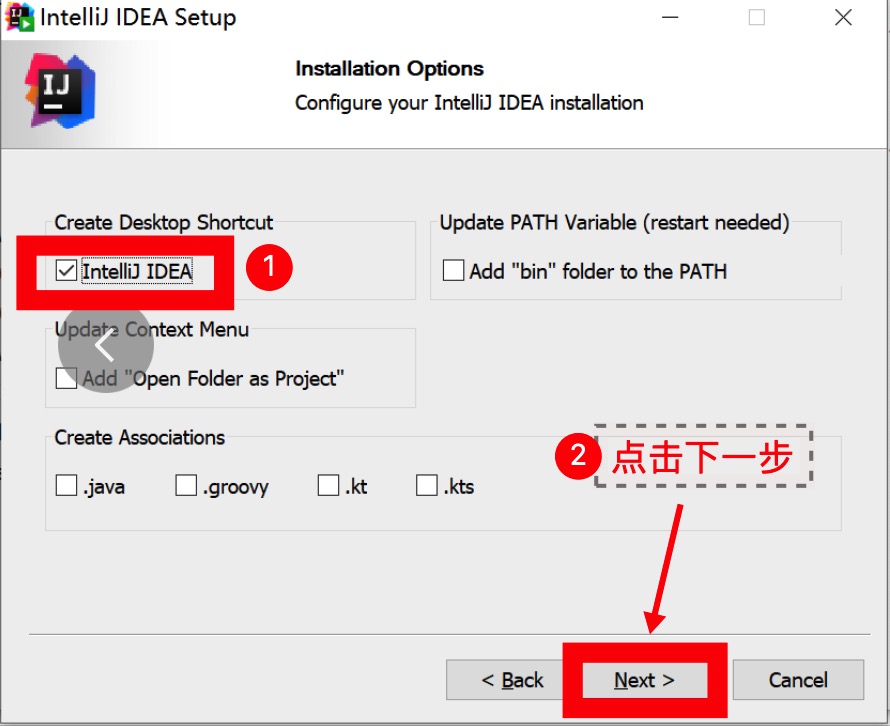 IntelliJ IDEA Setup
IJ
Installation Options
Configure your IntelliJ IDEA installation
Create Desktop Shortcut
IntelliJ IDEA
1
Update PATH Variable (restart needed)
Add "bin" folder to the PATH
Update Context Menu
Add "Open Folder as Project"
Create Associations
.java
.groovy
.kt
.kts
2
点击下一步
< Back
Next >
Cancel